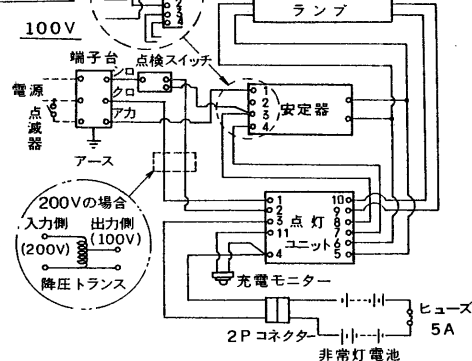 2
3
4
ランプ
100V
端子台
シロ
点検スイッチ
電源
クロ
点滅器
アカ
アース
1
2
3
4
安定器
200Vの場合
入力側
出力側
(200V)
(100V)
降圧トランス
1
2
3
11
4
点灯
ユニット
10
9
8
7
6
5
充電モニター
2Pコネクター
ヒューズ
5A
非常灯電池